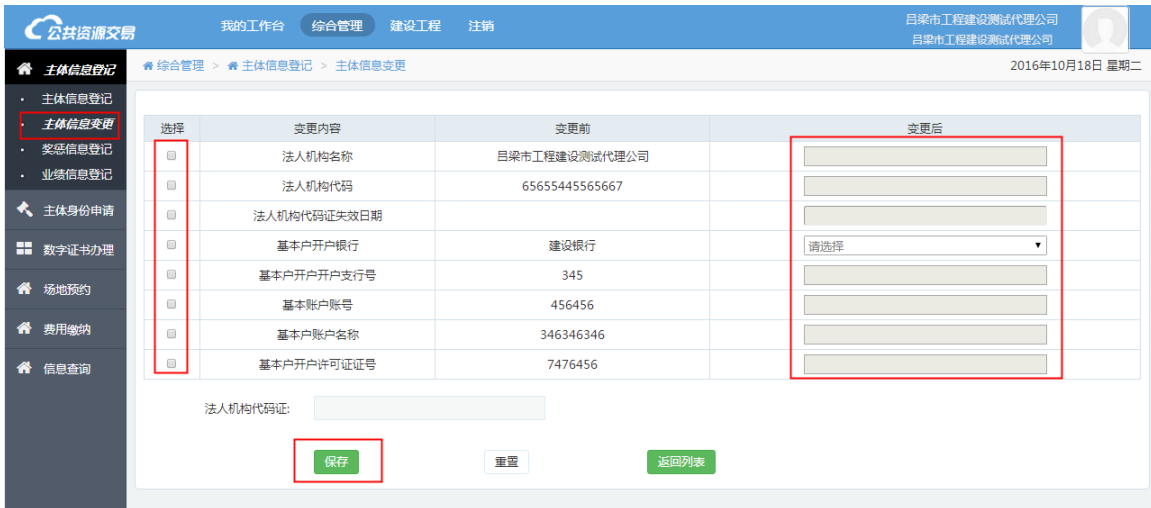 公共资源交易
我的工作台 综合管理 建设工程 注销
吕梁市工程建设测试代理公司
吕梁市工程建设测试代理公司
主体信息登记
综合管理 > 主体信息登记 > 主体信息变更
2016年10月18日 星期二
· 主体信息登记
· 主体信息变更
· 奖惩信息登记
· 业绩信息登记
主体身份申请
数字证书办理
场地预约
费用缴纳
信息查询
选择 变更内容 变更前 变更后
法人机构名称 吕梁市工程建设测试代理公司
法人机构代码 65655445565667
法人机构代码证失效日期
基本户开户银行 建设银行 请选择
基本户开户开户支行号 345
基本账户账号 456456
基本户账户名称 346346346
基本户开户许可证证号 7476456
法人机构代码证:
保存 重置 返回列表